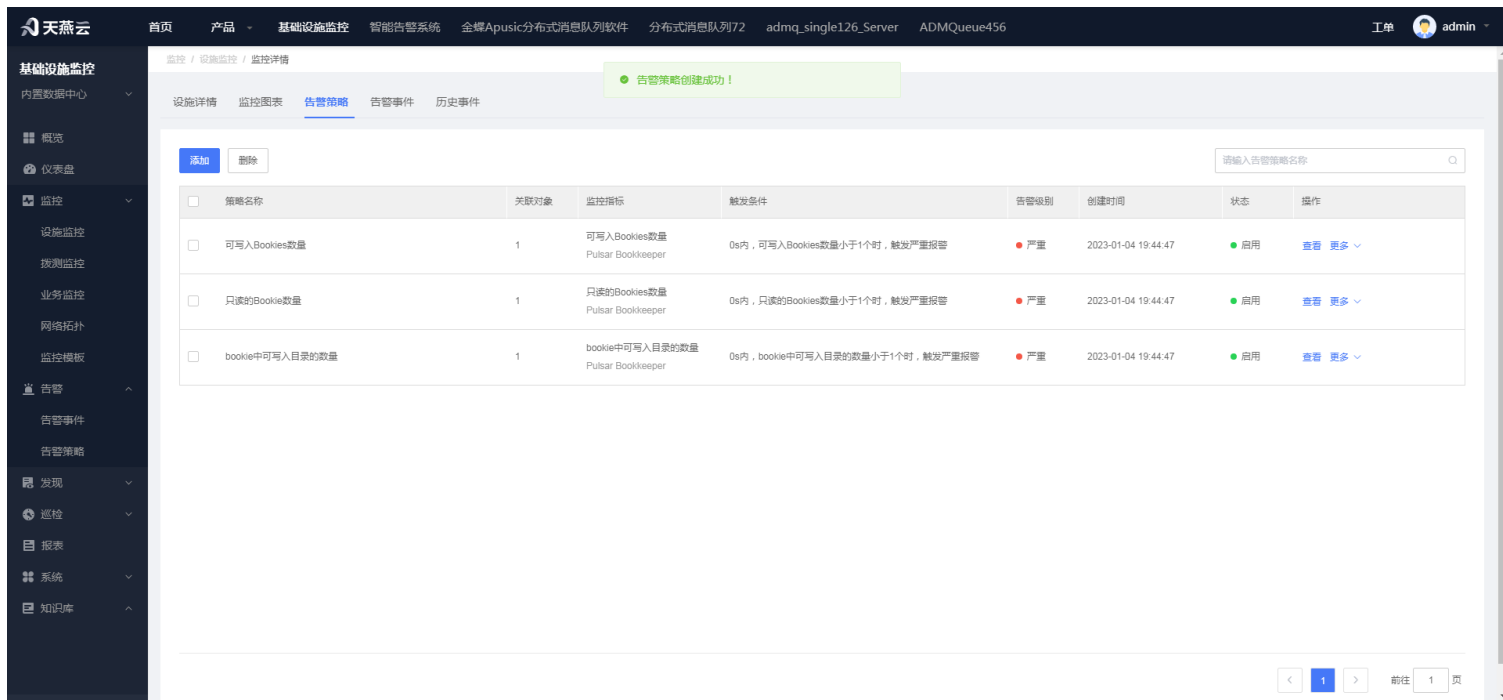 天燕云
首页 产品 基础设施监控 智能告警系统 金蝶Apusic分布式消息队列软件 分布式消息队列72 admq_single126_Server ADMQueue456 工单 admin
基础设施监控
内置数据中心
概览
仪表盘
监控
设施监控
拨测监控
业务监控
网络拓扑
监控模板
告警
告警事件
告警策略
发现
巡检
报表
系统
知识库
监控 / 设施监控 / 监控详情
告警策略创建成功！
设施详情 监控图表 告警策略 告警事件 历史事件
添加 删除 请输入告警策略名称
策略名称 关联对象 监控指标 触发条件 告警级别 创建时间 状态 操作
可写入Bookies数量 1 可写入Bookies数量 0s内，可写入Bookies数量小于1个时，触发严重报警 严重 2023-01-04 19:44:47 启用 查看 更多
Pulsar Bookkeeper
只读的Bookie数量 1 只读的Bookies数量 0s内，只读的Bookies数量小于1个时，触发严重报警 严重 2023-01-04 19:44:47 启用 查看 更多
Pulsar Bookkeeper
bookie中可写入目录的数量 1 bookie中可写入目录的数量 0s内，bookie中可写入目录的数量小于1个时，触发严重报警 严重 2023-01-04 19:44:47 启用 查看 更多
Pulsar Bookkeeper
1 前往 1 页